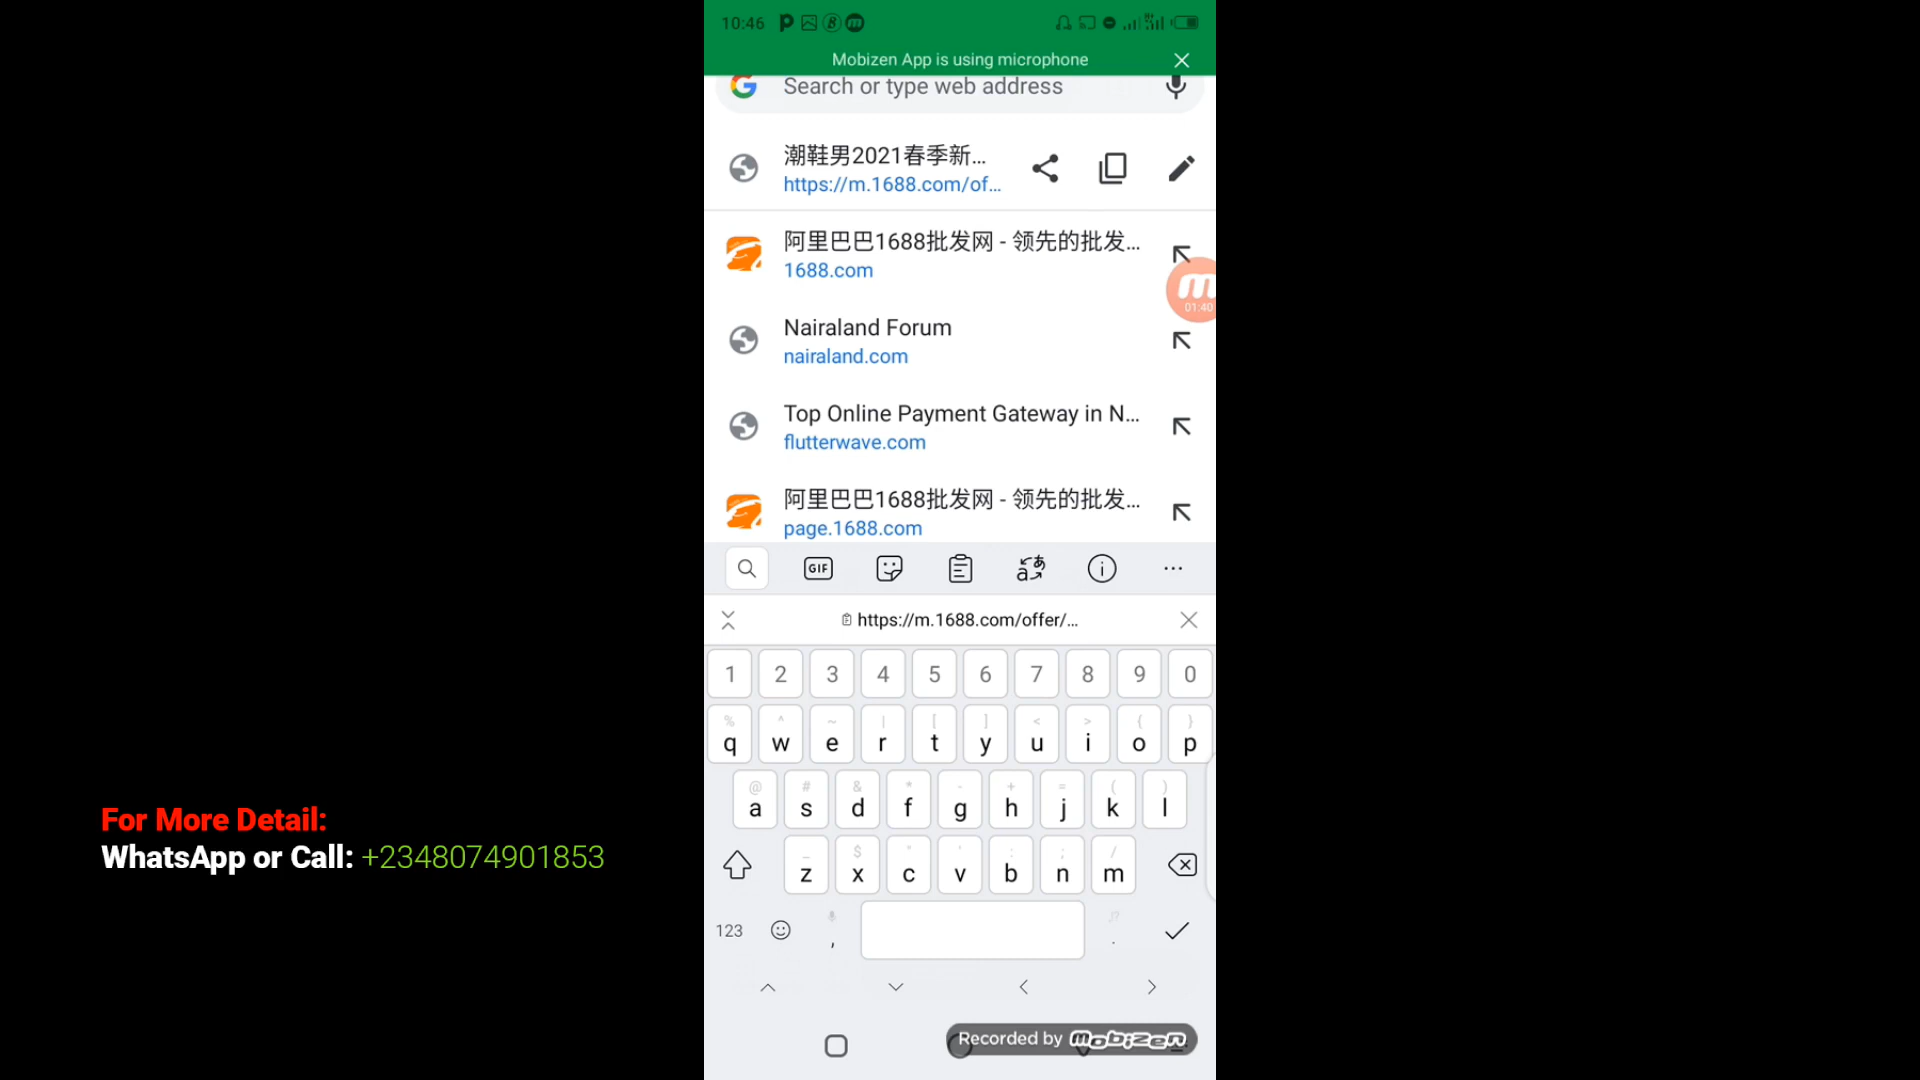 10:46
Mobizen App is using microphone
Search or type web address
潮鞋男2021春季新...
https://m.1688.com/of...
阿里巴巴1688批发网 - 领先的批发...
1688.com
01:40
Nairaland Forum
nairaland.com
Top Online Payment Gateway in N...
flutterwave.com
阿里巴巴1688批发网 - 领先的批发...
page.1688.com
GIF
https://m.1688.com/offer/...
1 2 3 4 5 6 7 8 9 0
% ^ ~ | [ ] < > { }
q w e r t y u i o p
@ # & * - + = ( )
a s d f g h j k l
z x c v b n m
123 , .
For More Detail:
WhatsApp or Call: +2348074901853
Recorded by mobizen